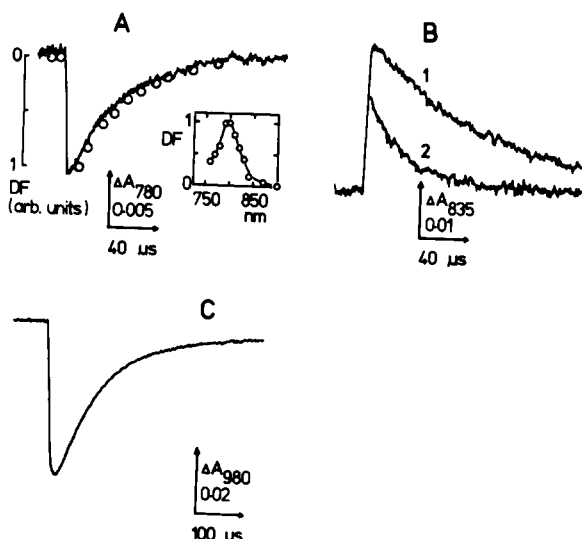 A
B
0
1
DF
(arb. units)
ΔA780
0·005
40 µs
1
DF
0
750 850
nm
1
2
ΔA835
0·01
40 µs
C
ΔA980
0·02
100 µs